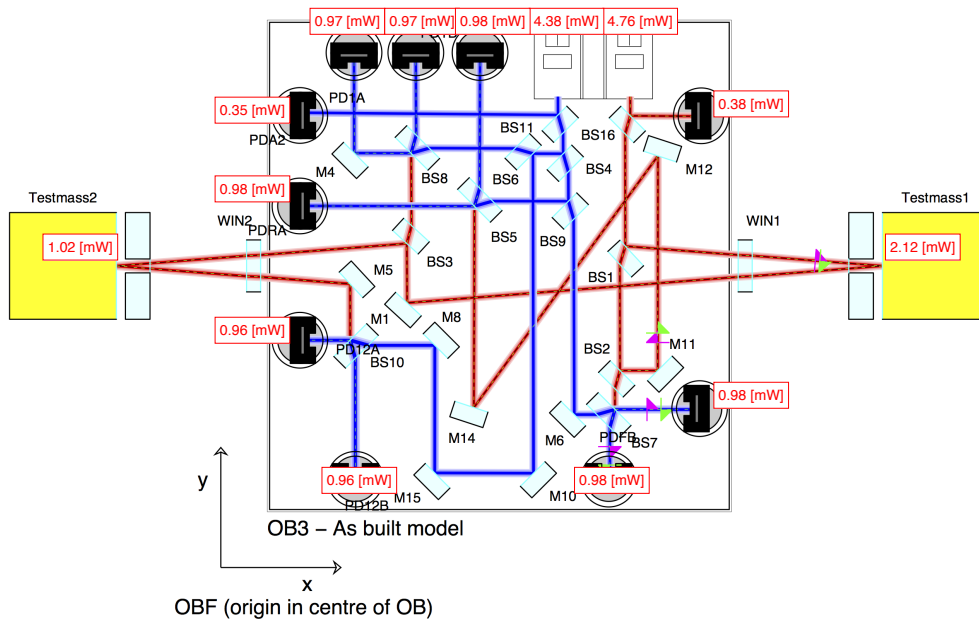 0.97 [mW] 0.97 [mW] 0.98 [mW] 4.38 [mW] 4.76 [mW]
PD1A
0.35 [mW] 0.38 [mW]
PDA2 BS11 BS16
M4 BS8 BS6 BS4 M12
0.98 [mW]
Testmass2 Testmass1
WIN2 PDRA BS5 BS9 WIN1
1.02 [mW] BS3 2.12 [mW]
M5 BS1
M1 M8
0.96 [mW] PD12A BS10 BS2 M11
0.98 [mW]
M14 M6 PDFB BS7
0.96 [mW] M15 M10 0.98 [mW]
PD12B
y
OB3 – As built model
x
OBF (origin in centre of OB)